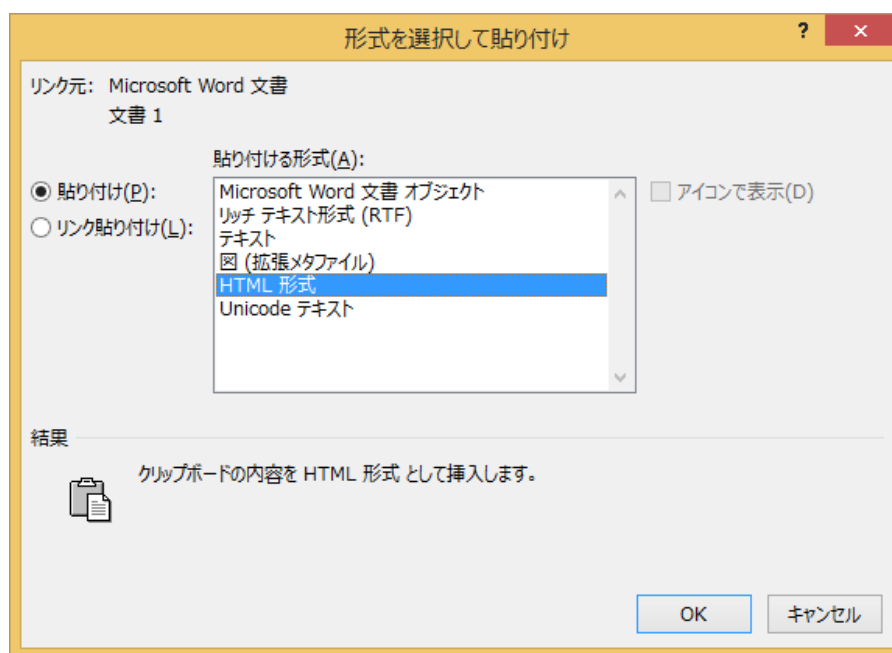 形式を選択して貼り付け
リンク元: Microsoft Word 文書
文書 1
貼り付ける形式(A):
貼り付け(P):
リンク貼り付け(L):
Microsoft Word 文書 オブジェクト
リッチ テキスト形式 (RTF)
テキスト
図 (拡張メタファイル)
HTML 形式
Unicode テキスト
アイコンで表示(D)
結果
クリップボードの内容を HTML 形式 として挿入します。
OK
キャンセル